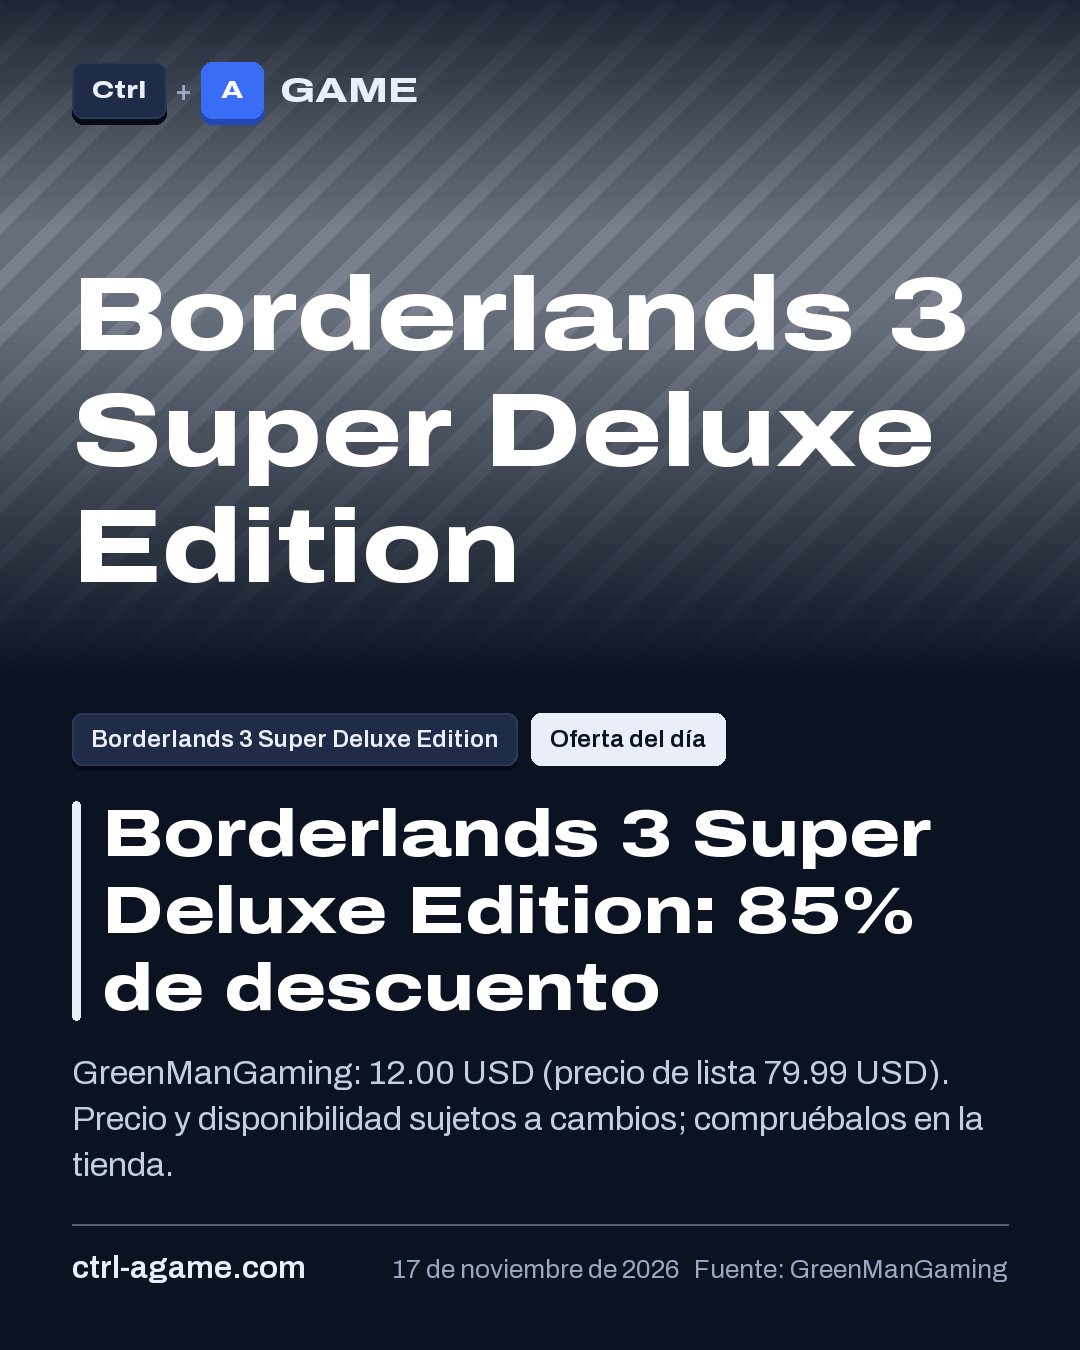 Ctrl + A GAME
Borderlands 3
Super Deluxe
Edition
Borderlands 3 Super Deluxe Edition
Oferta del día
Borderlands 3 Super
Deluxe Edition: 85%
de descuento
GreenManGaming: 12.00 USD (precio de lista 79.99 USD).
Precio y disponibilidad sujetos a cambios; compruébalos en la
tienda.
ctrl-agame.com
17 de noviembre de 2026 Fuente: GreenManGaming